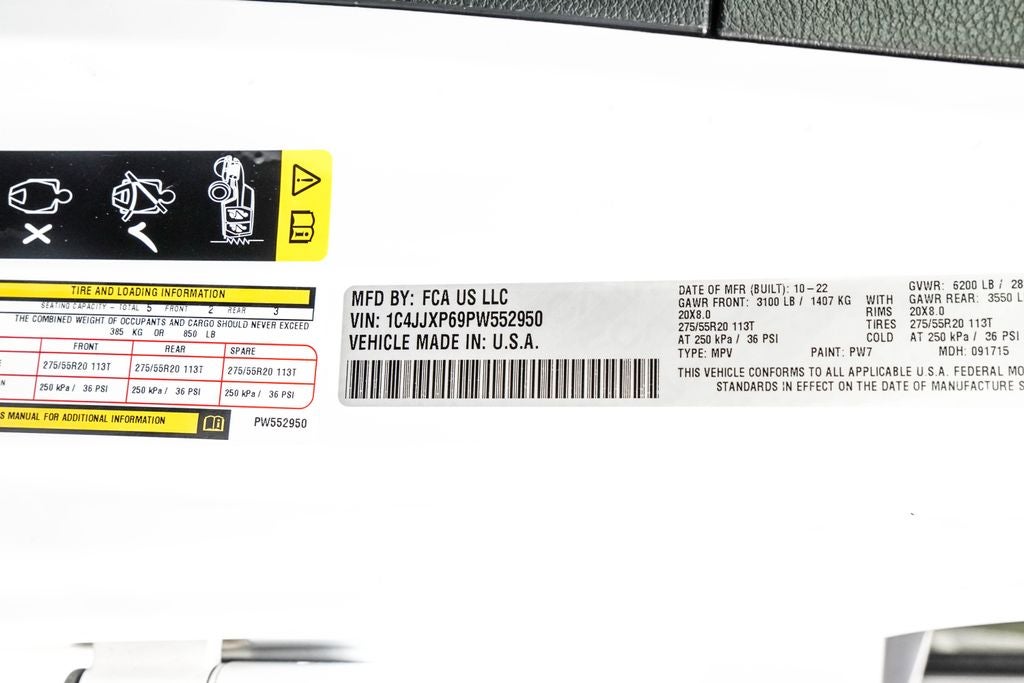 TIRE AND LOADING INFORMATION
SEATING CAPACITY - TOTAL 5 FRONT 2 REAR 3
THE COMBINED WEIGHT OF OCCUPANTS AND CARGO SHOULD NEVER EXCEED
385 KG OR 850 LB
FRONT REAR SPARE
275/55R20 113T 275/55R20 113T 275/55R20 113T
250 kPa / 36 PSI 250 kPa / 36 PSI 250 kPa / 36 PSI
MANUAL FOR ADDITIONAL INFORMATION
PW552950
MFD BY: FCA US LLC
VIN: 1C4JJXP69PW552950
VEHICLE MADE IN: U.S.A.
DATE OF MFR (BUILT): 10-22 GVWR: 6200 LB / 28
GAWR FRONT: 3100 LB / 1407 KG WITH GAWR REAR: 3550 L
20X8.0 RIMS 20X8.0
275/55R20 113T TIRES 275/55R20 113T
AT 250 kPa / 36 PSI COLD AT 250 kPa / 36 PSI
TYPE: MPV PAINT: PW7 MDH: 091715
THIS VEHICLE CONFORMS TO ALL APPLICABLE U.S.A. FEDERAL MO
STANDARDS IN EFFECT ON THE DATE OF MANUFACTURE S